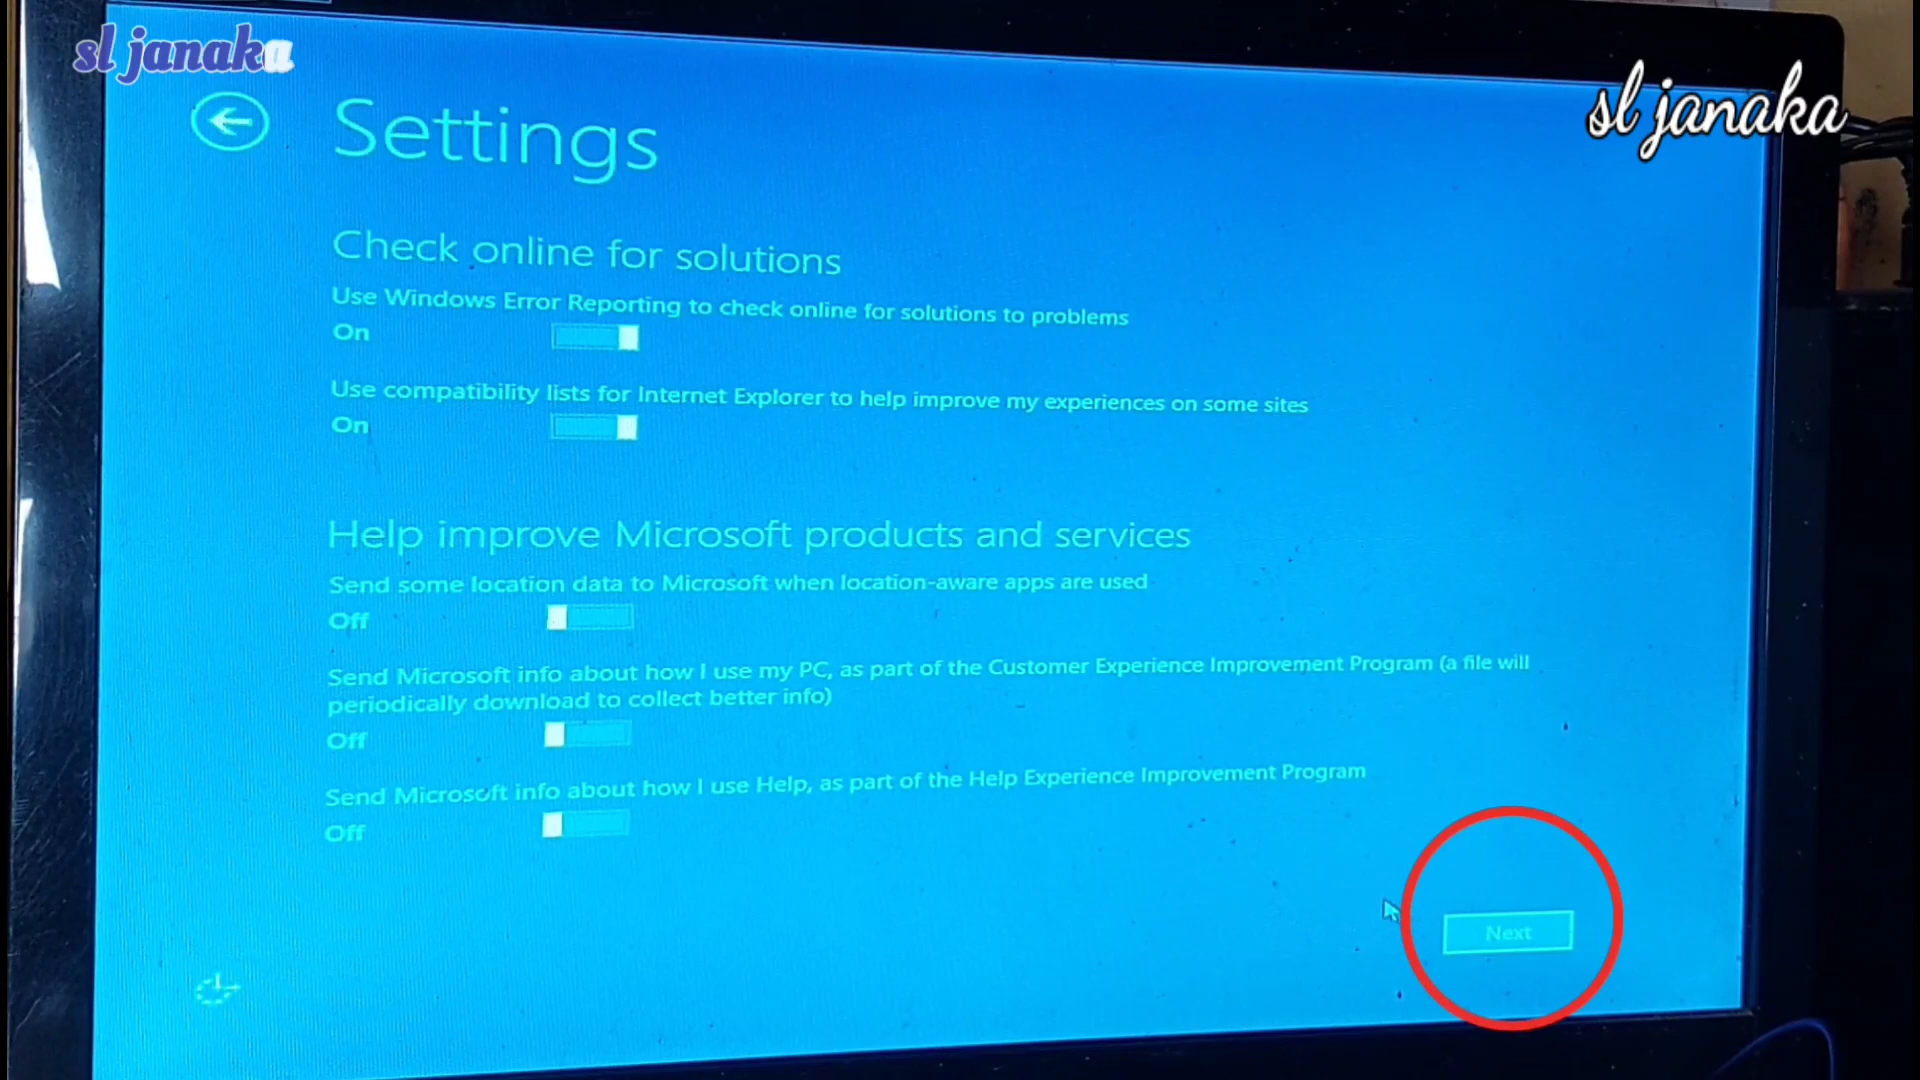 sl janaka
sl janaka
Settings
Check online for solutions
Use Windows Error Reporting to check online for solutions to problems
On
Use compatibility lists for Internet Explorer to help improve my experiences on some sites
On
Help improve Microsoft products and services
Send some location data to Microsoft when location-aware apps are used
Off
Send Microsoft info about how I use my PC, as part of the Customer Experience Improvement Program (a file will
periodically download to collect better info)
Off
Send Microsoft info about how I use Help, as part of the Help Experience Improvement Program
Off
Next